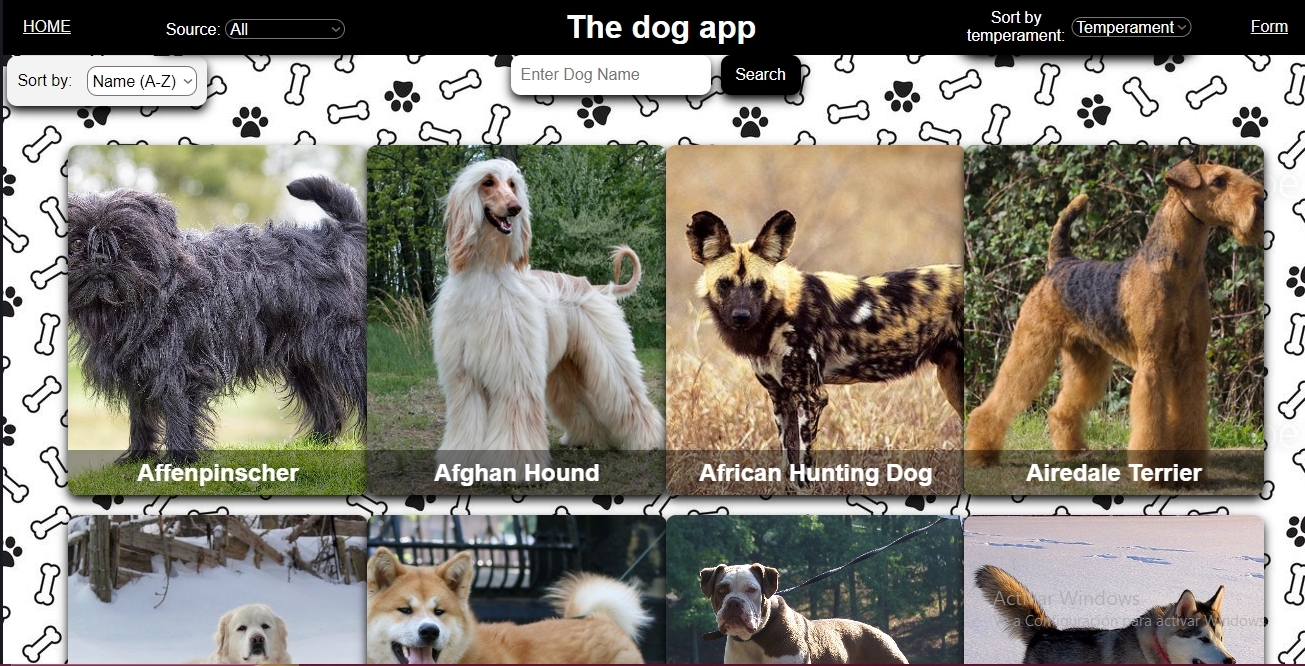 HOME
Source: All
The dog app
Sort by
temperament: Temperament
Form
Sort by: Name (A-Z)
Enter Dog Name
Search
Affenpinscher
Afghan Hound
African Hunting Dog
Airedale Terrier
Activar Windows
a Configuración para activar Windows.